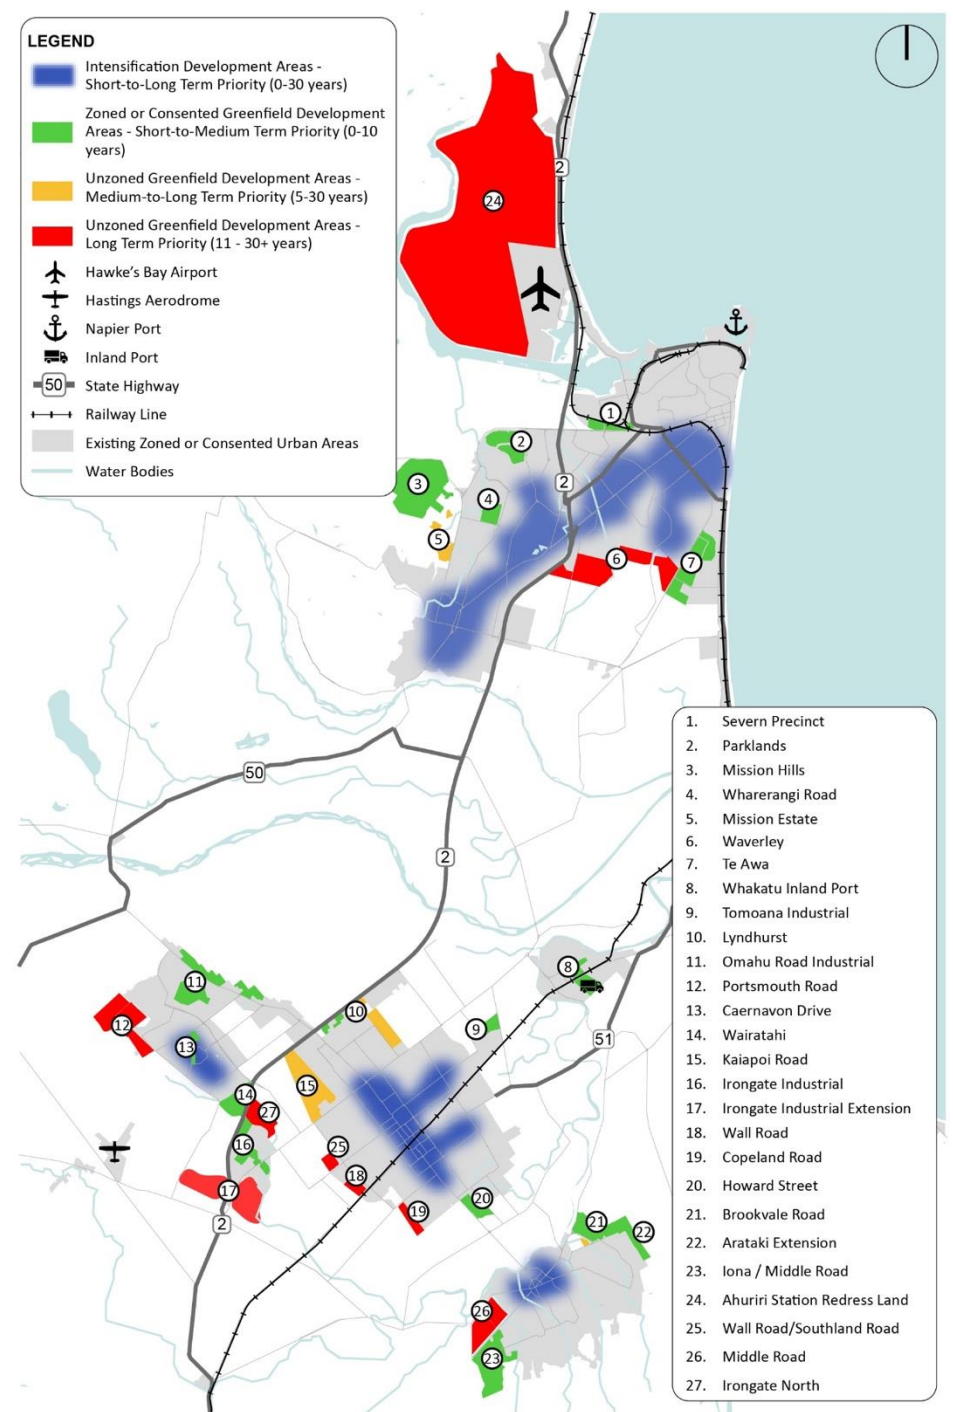 LEGEND
Intensification Development Areas -
Short-to-Long Term Priority (0-30 years)
Zoned or Consented Greenfield Development
Areas - Short-to-Medium Term Priority (0-10
years)
Unzoned Greenfield Development Areas -
Medium-to-Long Term Priority (5-30 years)
Unzoned Greenfield Development Areas -
Long Term Priority (11 - 30+ years)
Hawke's Bay Airport
Hastings Aerodrome
Napier Port
Inland Port
50 State Highway
Railway Line
Existing Zoned or Consented Urban Areas
Water Bodies
2
24
1
2
3
2
4
5
6
7
50
2
8
11
10
12
9
13
51
15
14
27
16
25
18
17
20
19
2
21
22
26
23
1. Severn Precinct
2. Parklands
3. Mission Hills
4. Wharerangi Road
5. Mission Estate
6. Waverley
7. Te Awa
8. Whakatu Inland Port
9. Tomoana Industrial
10. Lyndhurst
11. Omahu Road Industrial
12. Portsmouth Road
13. Caernavon Drive
14. Wairatahi
15. Kaiapoi Road
16. Irongate Industrial
17. Irongate Industrial Extension
18. Wall Road
19. Copeland Road
20. Howard Street
21. Brookvale Road
22. Arataki Extension
23. Iona / Middle Road
24. Ahuriri Station Redress Land
25. Wall Road/Southland Road
26. Middle Road
27. Irongate North